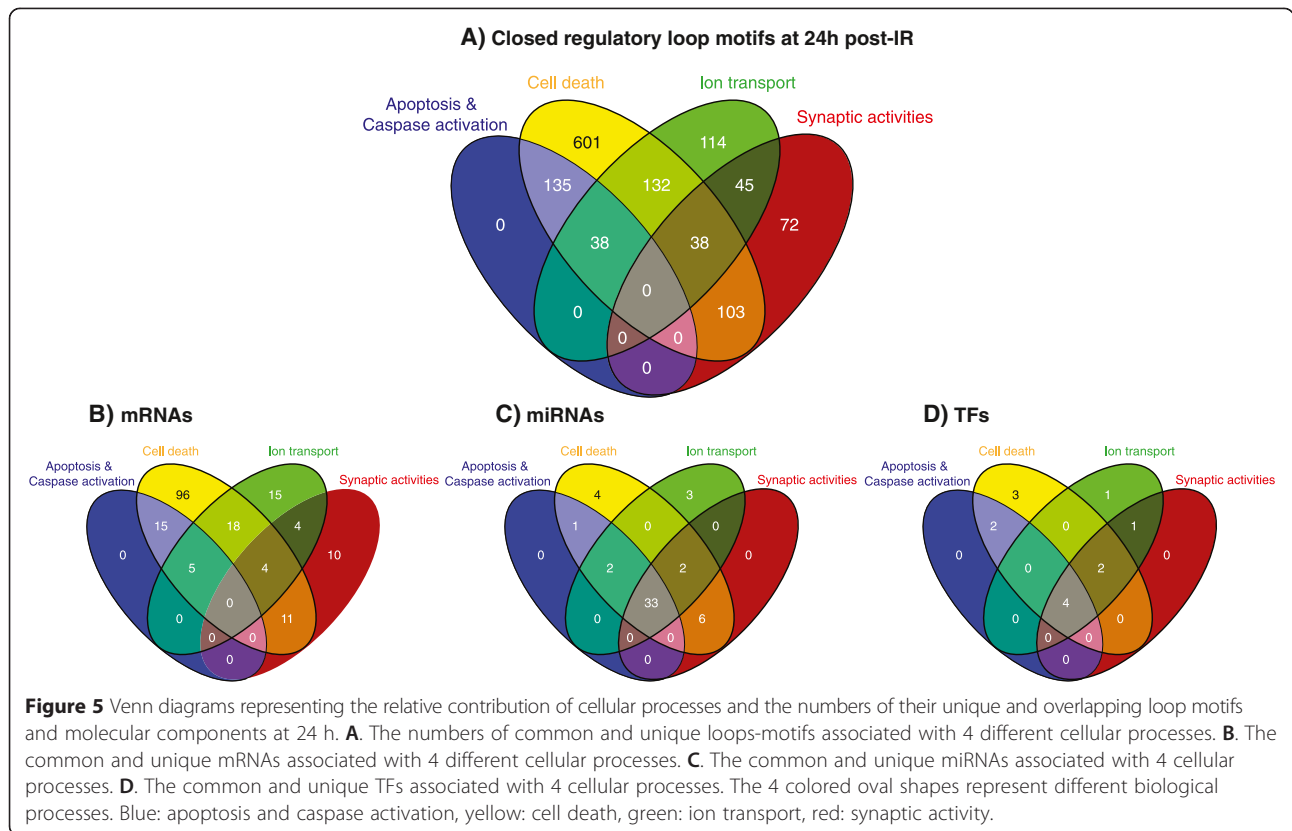 A) Closed regulatory loop motifs at 24h post-IR
Cell death
Ion transport
Apoptosis &
Caspase activation
Synaptic activities
601
114
135
132
45
0
72
38
38
0
0
103
0
0
0
B) mRNAs
Cell death
Ion transport
Apoptosis &
Caspase activation
Synaptic activities
96
15
15
18
4
0
10
5
4
0
0
11
0
0
0
C) miRNAs
Cell death
Ion transport
Apoptosis &
Caspase activation
Synaptic activities
4
3
1
0
0
0
0
2
2
33
0
6
0
0
0
D) TFs
Cell death
Ion transport
Apoptosis &
Caspase activation
Synaptic activities
3
1
2
0
1
0
0
0
2
4
0
0
0
0
0
Figure 5 Venn diagrams representing the relative contribution of cellular processes and the numbers of their unique and overlapping loop motifs
and molecular components at 24 h. A. The numbers of common and unique loops-motifs associated with 4 different cellular processes. B. The
common and unique mRNAs associated with 4 different cellular processes. C. The common and unique miRNAs associated with 4 cellular
processes. D. The common and unique TFs associated with 4 cellular processes. The 4 colored oval shapes represent different biological
processes. Blue: apoptosis and caspase activation, yellow: cell death, green: ion transport, red: synaptic activity.